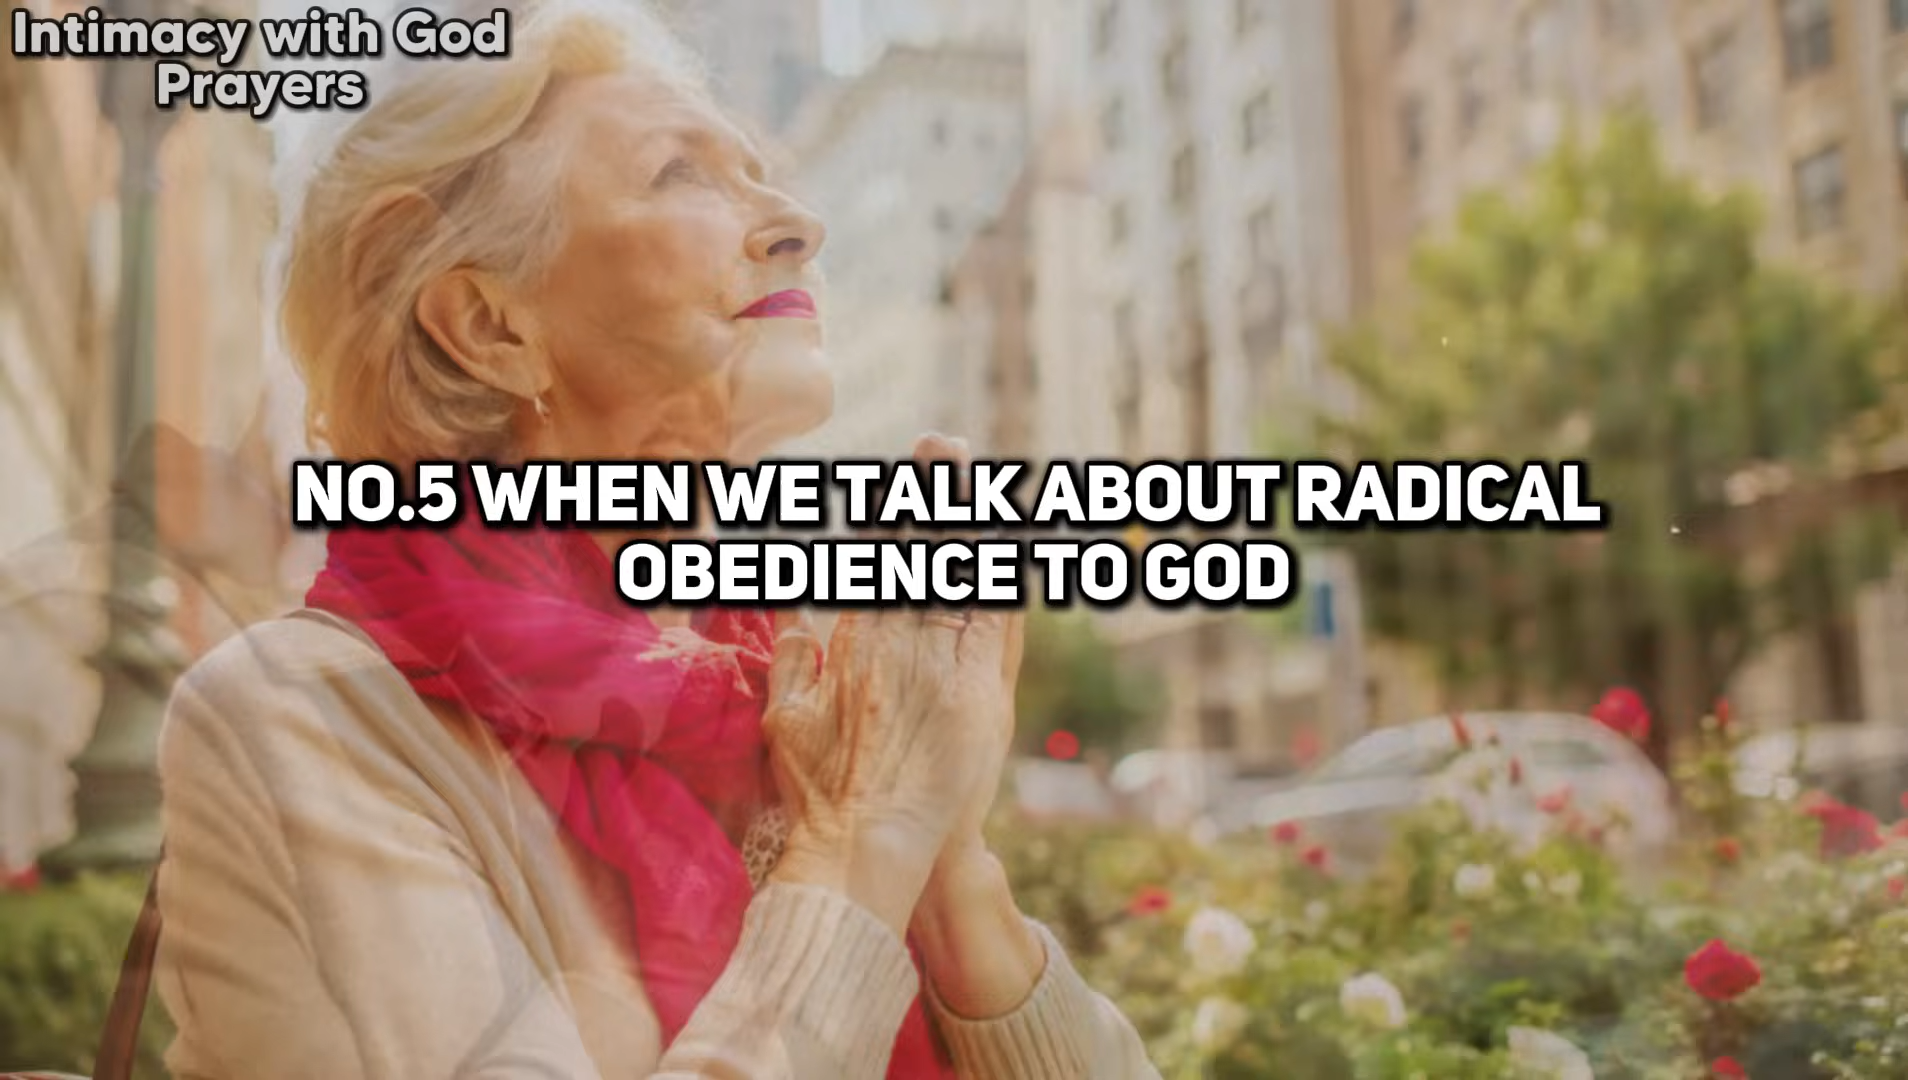 Intimacy with God
Prayers
NO.5 WHEN WE TALK ABOUT RADICAL
OBEDIENCE TO GOD